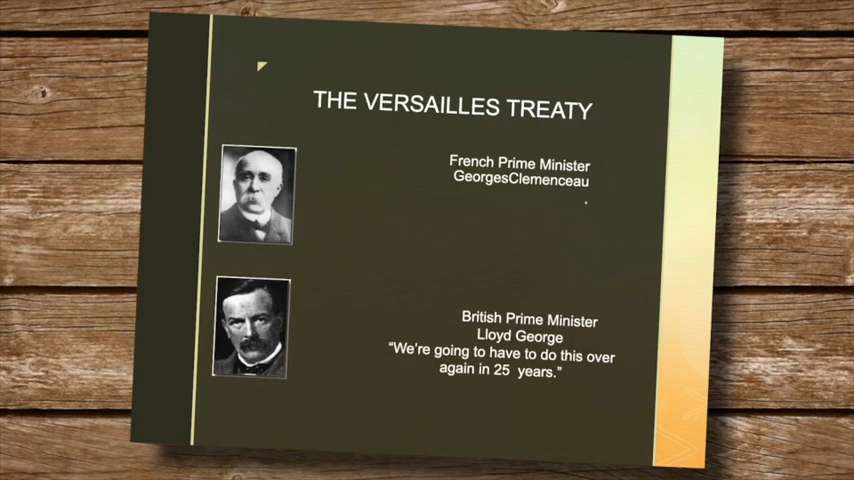 THE VERSAILLES TREATY
French Prime Minister
GeorgesClemenceau
.
British Prime Minister
Lloyd George
“We’re going to have to do this over
again in 25  years.”